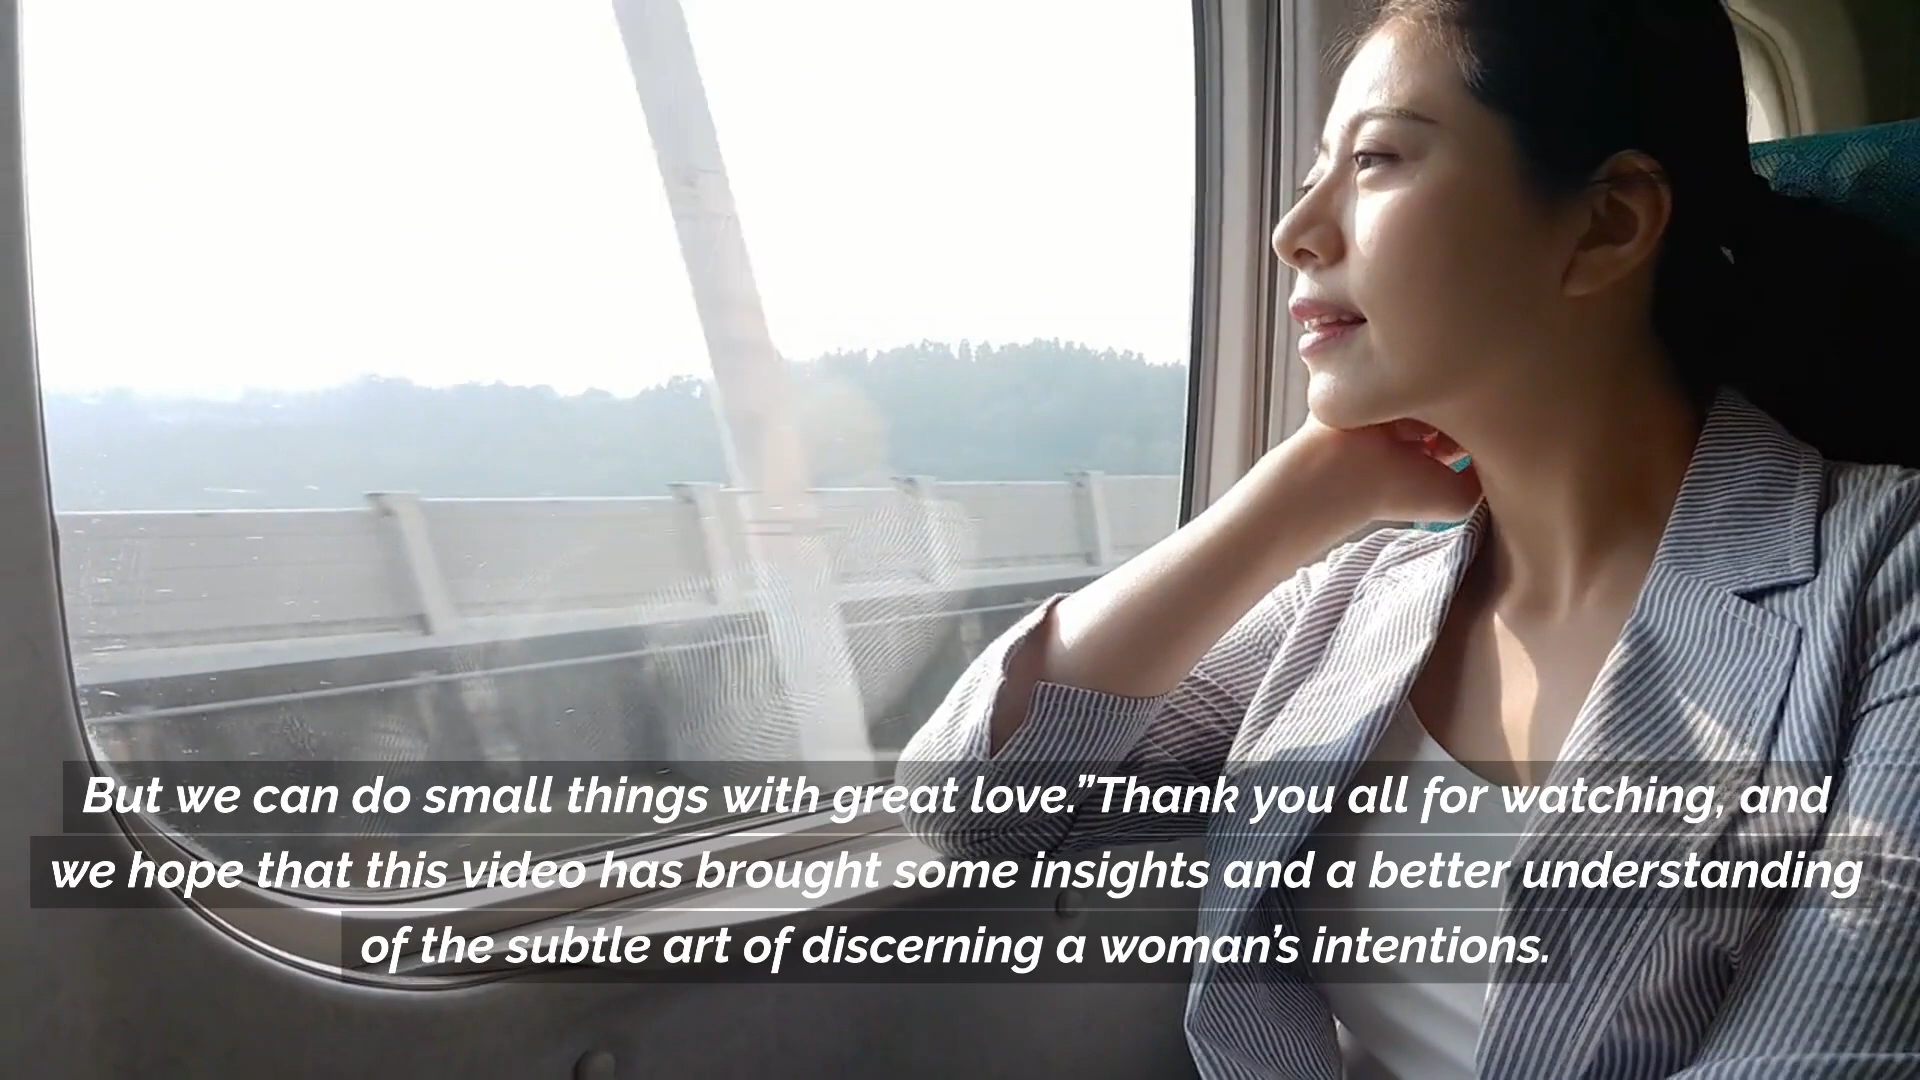 But we can do small things with great love.”Thank you all for watching, and
we hope that this video has brought some insights and a better understanding
of the subtle art of discerning a woman’s intentions.